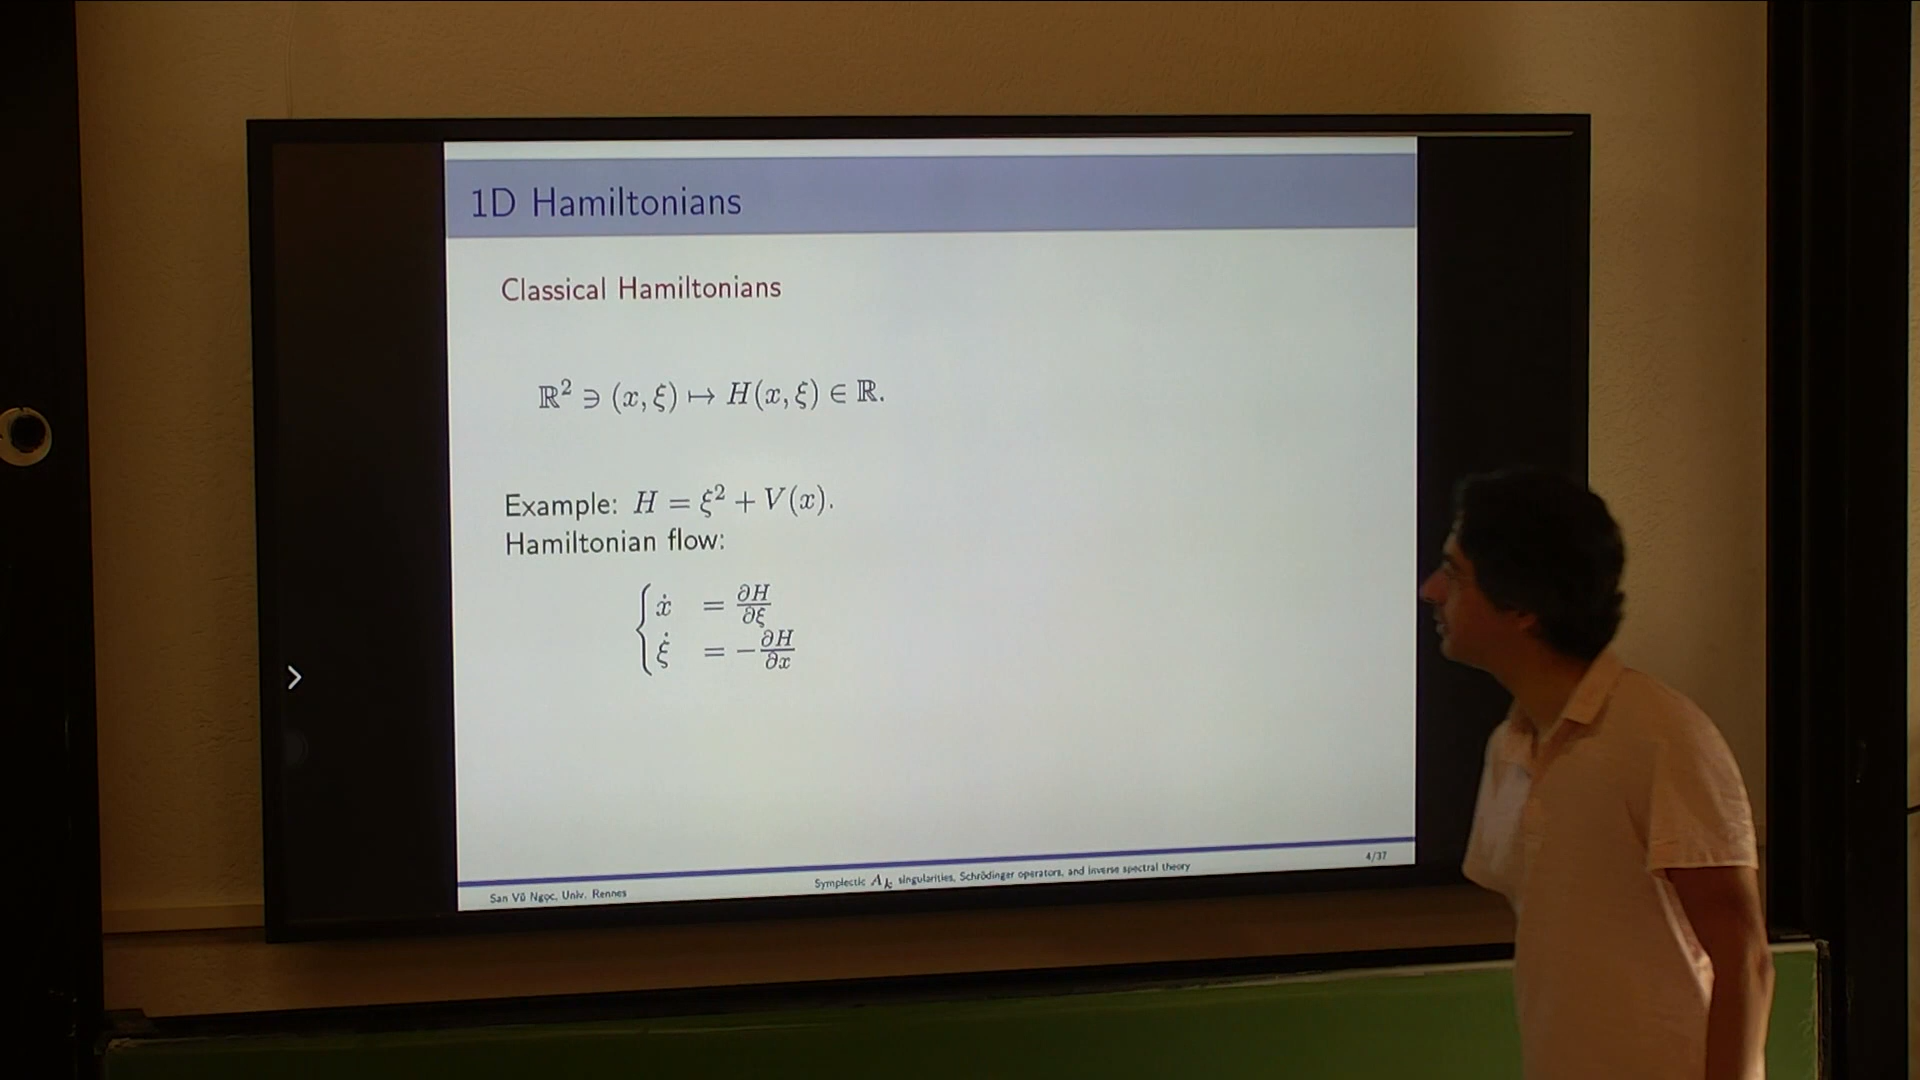 1D Hamiltonians
Classical Hamiltonians
ℝ² ∋ (x, ξ) ↦ H(x, ξ) ∈ ℝ.
Example: H = ξ² + V(x).
Hamiltonian flow:
{ ẋ = ∂H/∂ξ
ξ̇ = −∂H/∂x
San Vũ Ngọc, Univ. Rennes
Symplectic A_k singularities, Schrödinger operators, and inverse spectral theory
4/37